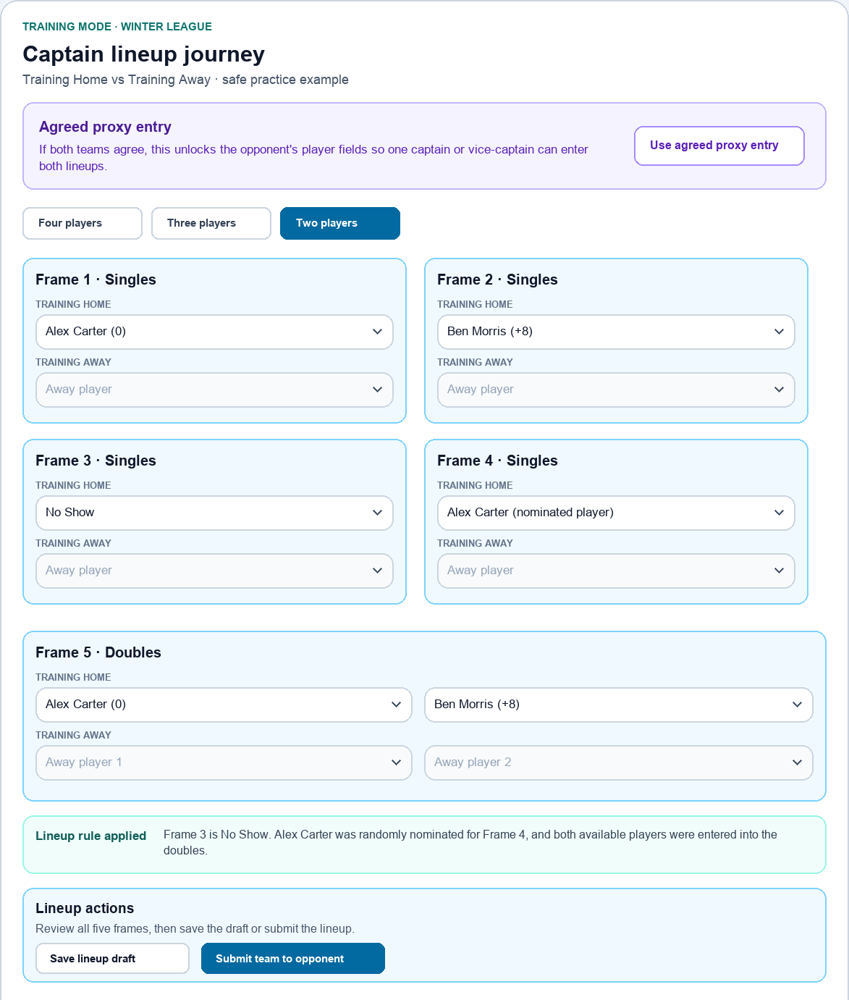 TRAINING MODE · WINTER LEAGUE
Captain lineup journey
Training Home vs Training Away · safe practice example
Agreed proxy entry
If both teams agree, this unlocks the opponent's player fields so one captain or vice-captain can enter
both lineups.
Use agreed proxy entry
Four players
Three players
Two players
Frame 1 · Singles
TRAINING HOME
Alex Carter (0)
TRAINING AWAY
Away player
Frame 2 · Singles
TRAINING HOME
Ben Morris (+8)
TRAINING AWAY
Away player
Frame 3 · Singles
TRAINING HOME
No Show
TRAINING AWAY
Away player
Frame 4 · Singles
TRAINING HOME
Alex Carter (nominated player)
TRAINING AWAY
Away player
Frame 5 · Doubles
TRAINING HOME
Alex Carter (0)
Ben Morris (+8)
TRAINING AWAY
Away player 1
Away player 2
Lineup rule applied
Frame 3 is No Show. Alex Carter was randomly nominated for Frame 4, and both available players were entered into the
doubles.
Lineup actions
Review all five frames, then save the draft or submit the lineup.
Save lineup draft
Submit team to opponent